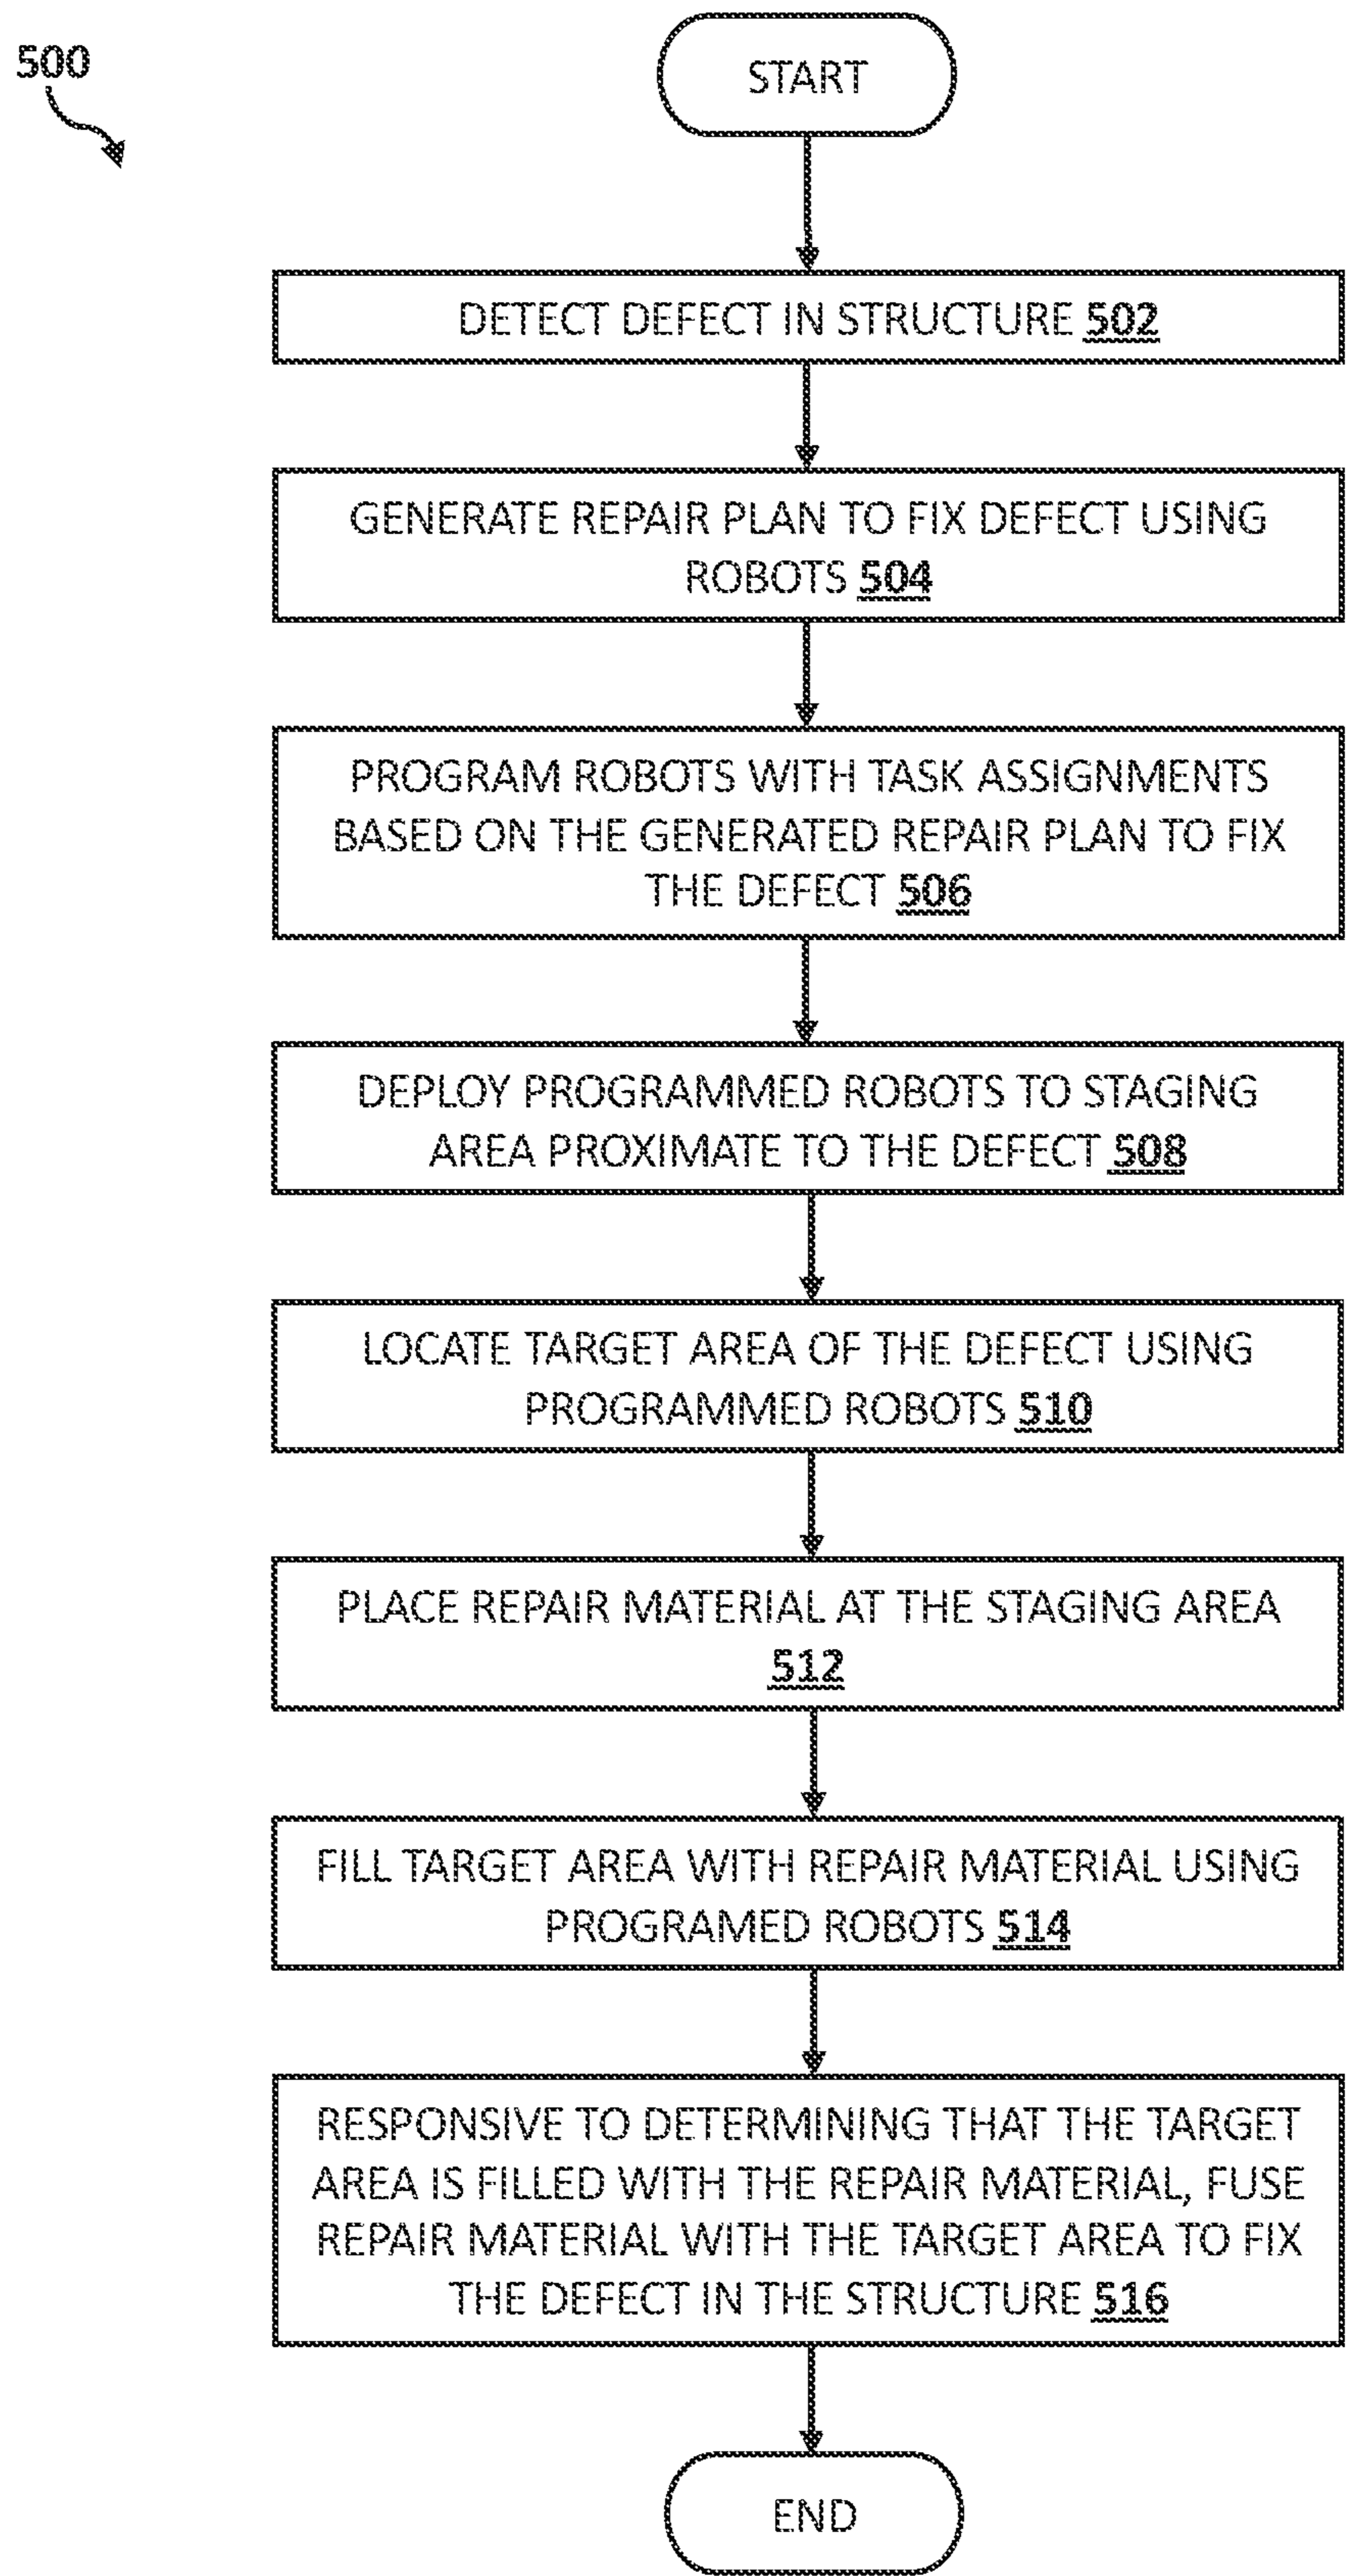 500
START
DETECT DEFECT IN STRUCTURE 502
GENERATE REPAIR PLAN TO FIX DEFECT USING
ROBOTS 504
PROGRAM ROBOTS WITH TASK ASSIGNMENTS
BASED ON THE GENERATED REPAIR PLAN TO FIX
THE DEFECT 506
DEPLOY PROGRAMMED ROBOTS TO STAGING
AREA PROXIMATE TO THE DEFECT 508
LOCATE TARGET AREA OF THE DEFECT USING
PROGRAMMED ROBOTS 510
PLACE REPAIR MATERIAL AT THE STAGING AREA
512
FILL TARGET AREA WITH REPAIR MATERIAL USING
PROGRAMED ROBOTS 514
RESPONSIVE TO DETERMINING THAT THE TARGET
AREA IS FILLED WITH THE REPAIR MATERIAL, FUSE
REPAIR MATERIAL WITH THE TARGET AREA TO FIX
THE DEFECT IN THE STRUCTURE 516
END